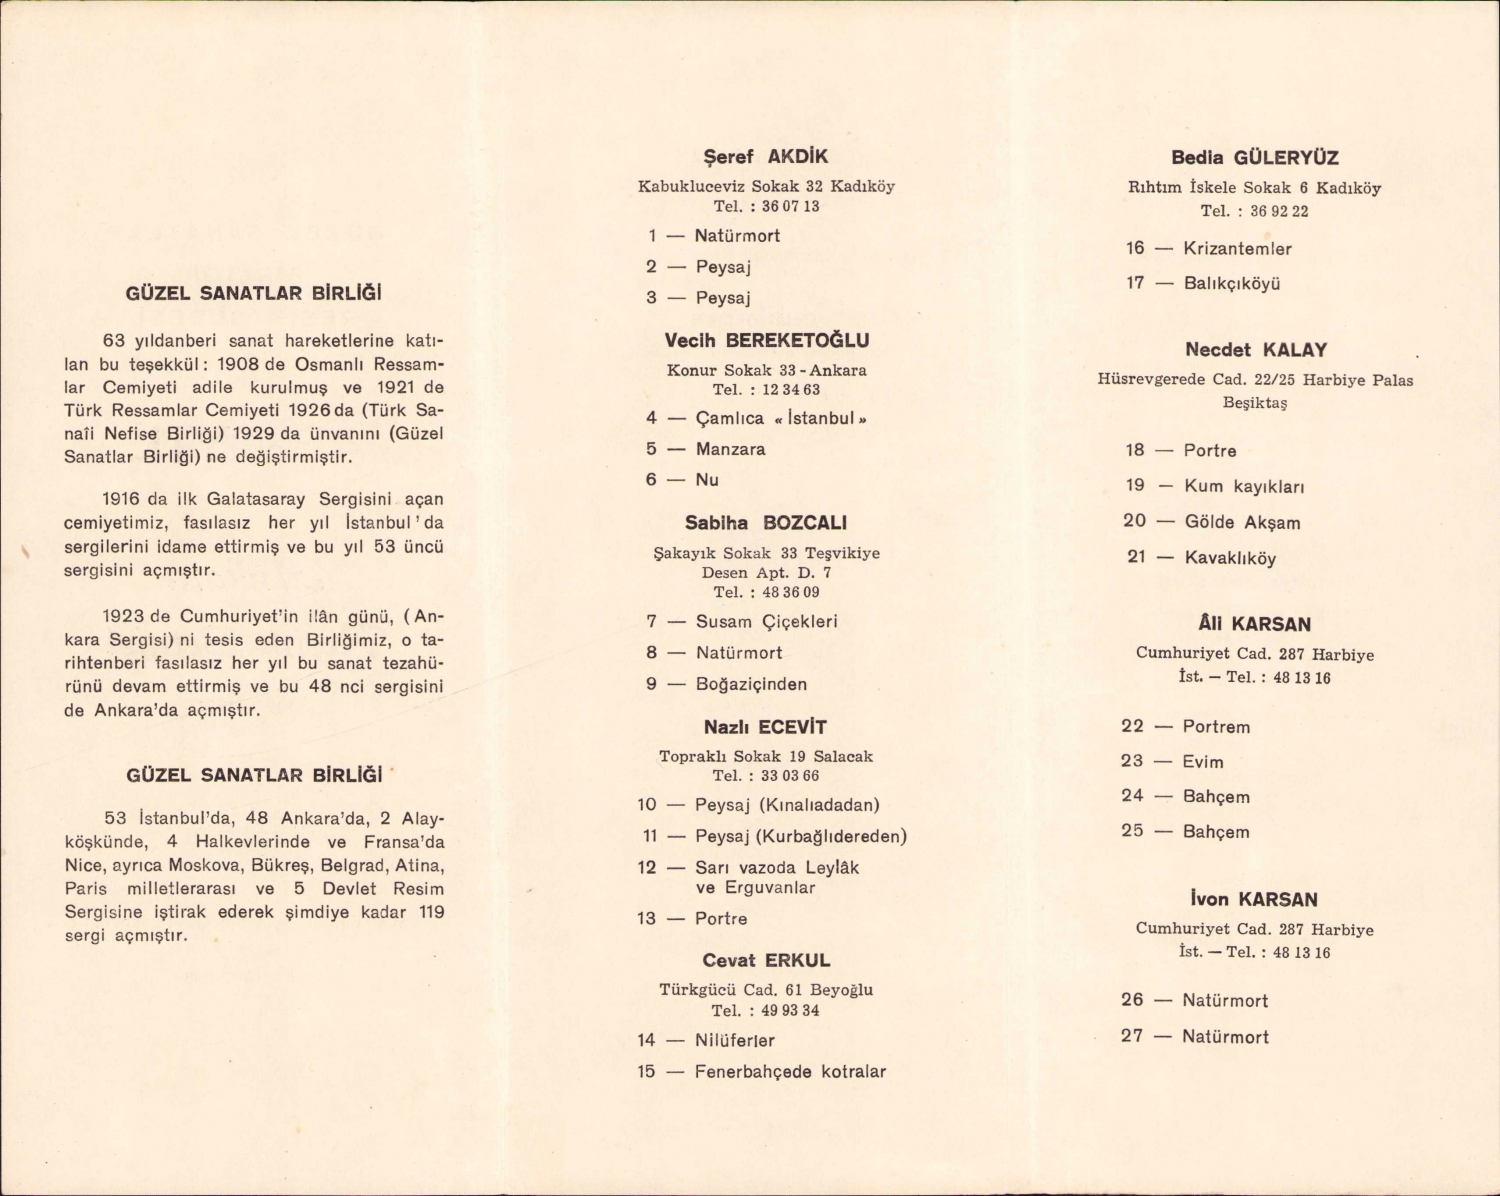 GÜZEL SANATLAR BİRLİĞİ
63 yıldanberi sanat hareketlerine katı-
lan bu teşekkül : 1908 de Osmanlı Ressam-
lar Cemiyeti adile kurulmuş ve 1921 de
Türk Ressamlar Cemiyeti 1926 da (Türk Sa-
naîi Nefise Birliği) 1929 da ünvanını (Güzel
Sanatlar Birliği) ne değiştirmiştir.
1916 da ilk Galatasaray Sergisini açan
cemiyetimiz, fasılasız her yıl İstanbul'da
sergilerini idame ettirmiş ve bu yıl 53 üncü
sergisini açmıştır.
1923 de Cumhuriyet'in ilân günü, (An-
kara Sergisi) ni tesis eden Birliğimiz, o ta-
rihtenberi fasılasız her yıl bu sanat tezahü-
rünü devam ettirmiş ve bu 48 nci sergisini
de Ankara'da açmıştır.
GÜZEL SANATLAR BİRLİĞİ
53 İstanbul'da, 48 Ankara'da, 2 Alay-
köşkünde, 4 Halkevlerinde ve Fransa'da
Nice, ayrıca Moskova, Bükreş, Belgrad, Atina,
Paris milletlerarası ve 5 Devlet Resim
Sergisine iştirak ederek şimdiye kadar 119
sergi açmıştır.
Şeref AKDİK
Kabukluceviz Sokak 32 Kadıköy
Tel. : 36 07 13
1 — Natürmort
2 — Peysaj
3 — Peysaj
Vecih BEREKETOĞLU
Konur Sokak 33 - Ankara
Tel. : 12 34 63
4 — Çamlıca « İstanbul »
5 — Manzara
6 — Nu
Sabiha BOZCALI
Şakayık Sokak 33 Teşvikiye
Desen Apt. D. 7
Tel. : 48 36 09
7 — Susam Çiçekleri
8 — Natürmort
9 — Boğaziçinden
Nazlı ECEVİT
Topraklı Sokak 19 Salacak
Tel. : 33 03 66
10 — Peysaj (Kınalıadadan)
11 — Peysaj (Kurbağlıdereden)
12 — Sarı vazoda Leylâk
ve Erguvanlar
13 — Portre
Cevat ERKUL
Türkgücü Cad. 61 Beyoğlu
Tel. : 49 93 34
14 — Nilüferler
15 — Fenerbahçede kotralar
Bedia GÜLERYÜZ
Rıhtım İskele Sokak 6 Kadıköy
Tel. : 36 92 22
16 — Krizantemler
17 — Balıkçıköyü
Necdet KALAY
Hüsrevgerede Cad. 22/25 Harbiye Palas
Beşiktaş
18 — Portre
19 — Kum kayıkları
20 — Gölde Akşam
21 — Kavaklıköy
Âli KARSAN
Cumhuriyet Cad. 287 Harbiye
İst. — Tel. : 48 13 16
22 — Portrem
23 — Evim
24 — Bahçem
25 — Bahçem
İvon KARSAN
Cumhuriyet Cad. 287 Harbiye
İst. — Tel. : 48 13 16
26 — Natürmort
27 — Natürmort